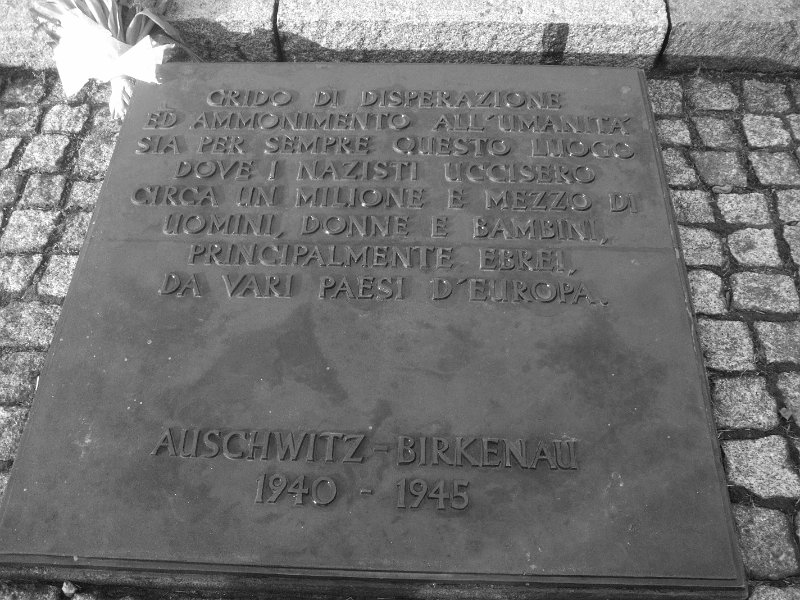 GRIDO DI DISPERAZIONE
ED AMMONIMENTO ALL'UMANITA´
SIA PER SEMPRE QUESTO LUOGO
DOVE I NAZISTI UCCISERO
CIRCA UN MILIONE E MEZZO DI
UOMINI, DONNE E BAMBINI,
PRINCIPALMENTE EBREI,
DA VARI PAESI D´EUROPA.
AUSCHWITZ-BIRKENAU
1940 - 1945